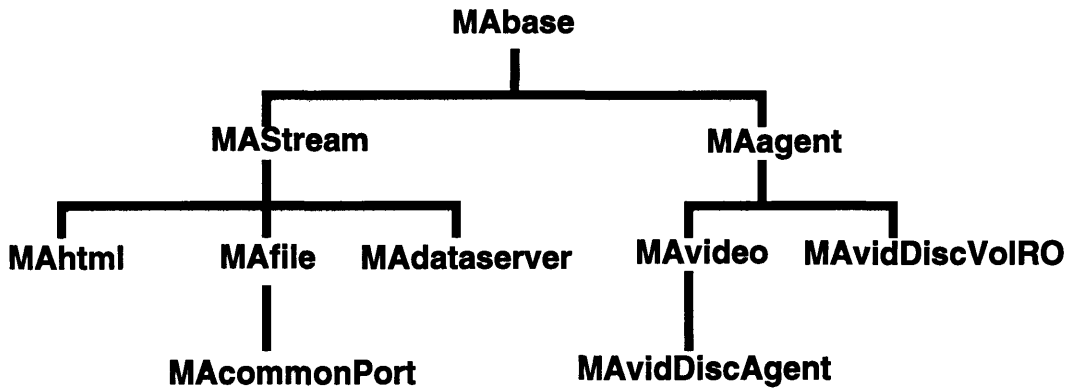 MAbase
MAStream
MAagent
MAhtml
MAfile
MAdataserver
MAvideo
MAvidDiscVolRO
MAcommonPort
MAvidDiscAgent